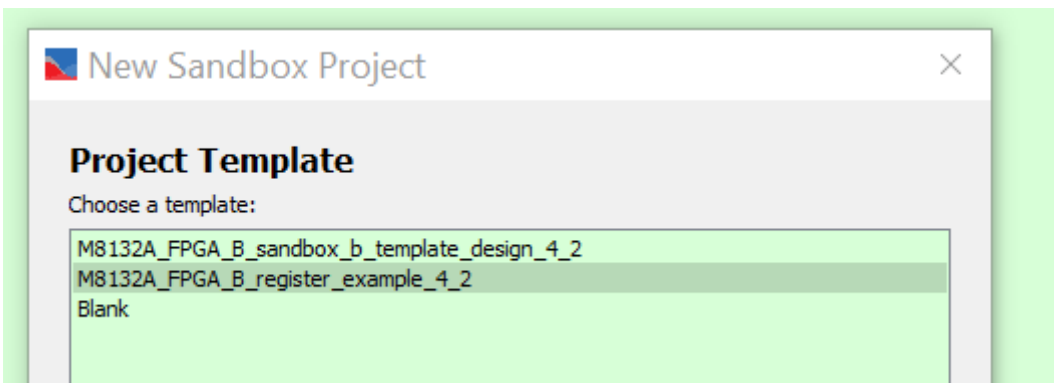 New Sandbox Project
Project Template
Choose a template:
M8132A_FPGA_B_sandbox_b_template_design_4_2
M8132A_FPGA_B_register_example_4_2
Blank